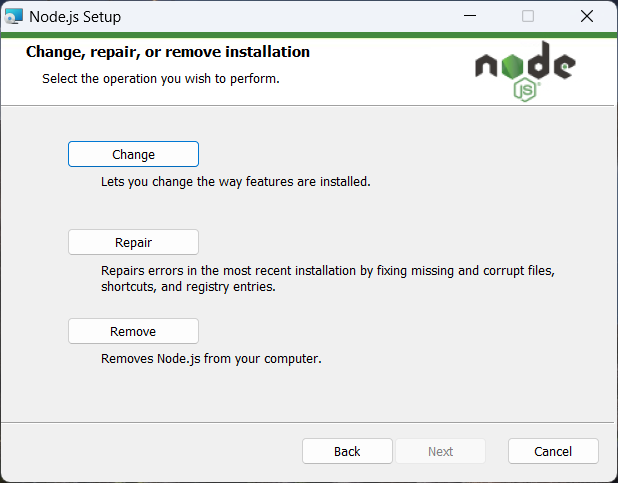 Node.js Setup
Change, repair, or remove installation
Select the operation you wish to perform.
node
JS
Change
Lets you change the way features are installed.
Repair
Repairs errors in the most recent installation by fixing missing and corrupt files,
shortcuts, and registry entries.
Remove
Removes Node.js from your computer.
Back
Next
Cancel